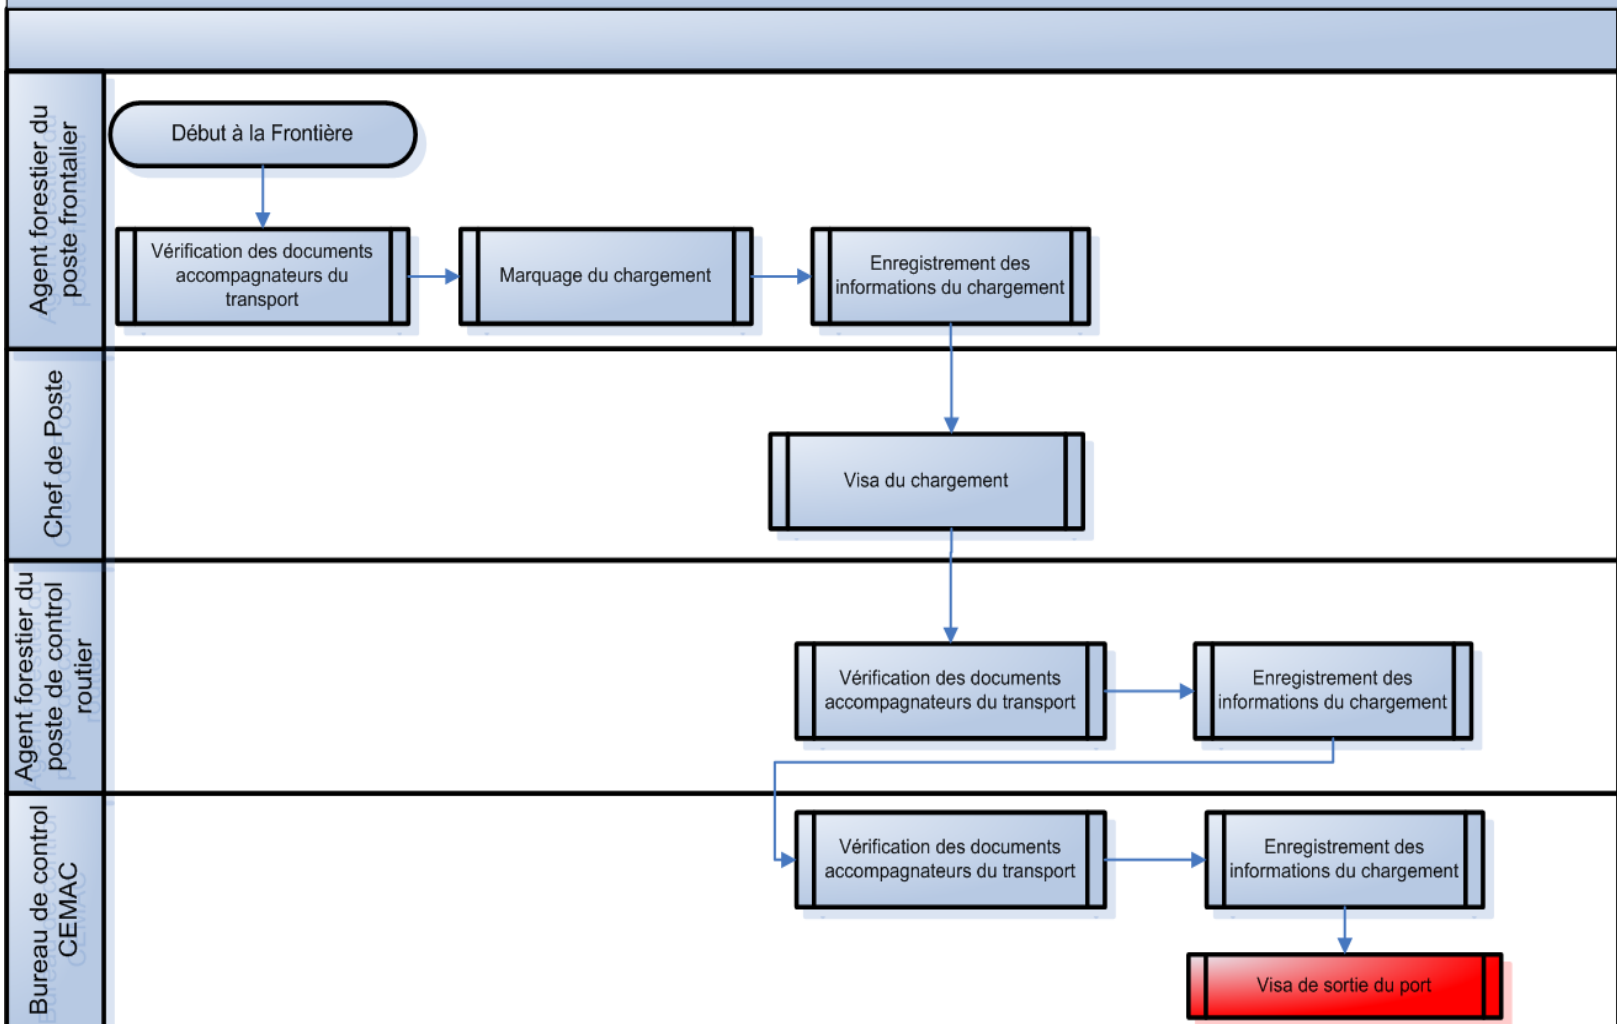 Agent forestier du
poste frontalier
Début à la Frontière
Vérification des documents
accompagnateurs du
transport
Marquage du chargement
Enregistrement des
informations du chargement
Chef de Poste
Visa du chargement
Agent forestier du
poste de control
routier
Vérification des documents
accompagnateurs du transport
Enregistrement des
informations du chargement
Bureau de control
CEMAC
Vérification des documents
accompagnateurs du transport
Enregistrement des
informations du chargement
Visa de sortie du port